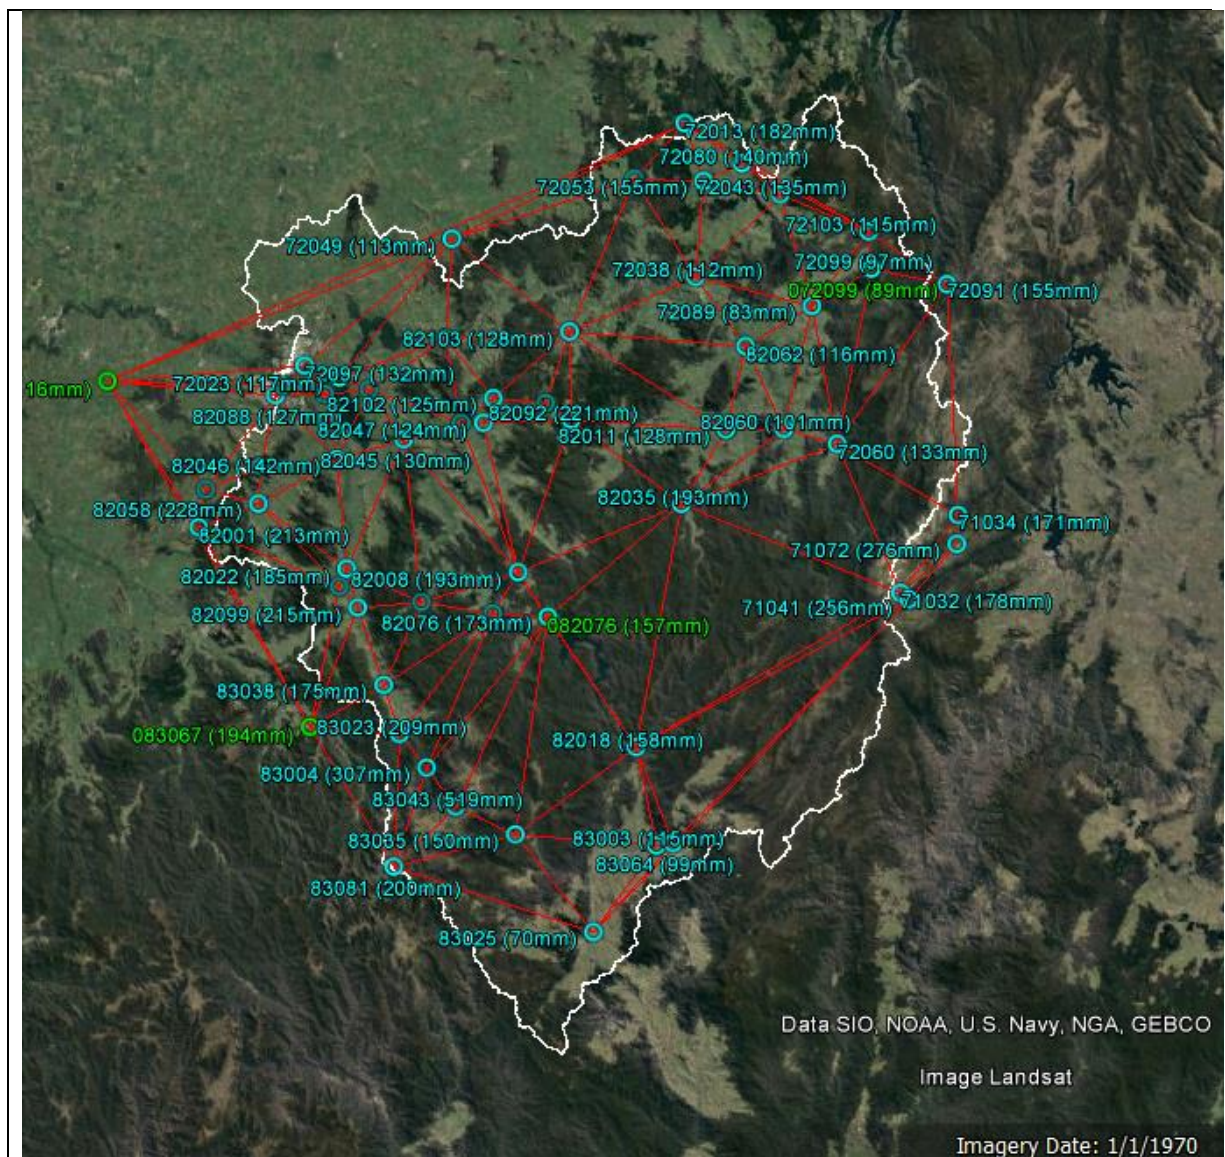 72013 (182mm)
72080 (140mm)
72053 (155mm)
72043 (135mm)
72103 (115mm)
72049 (113mm)
72099 (97mm)
72038 (112mm)
072099 (89mm)
72091 (155mm)
72089 (83mm)
82103 (128mm)
82062 (116mm)
16mm)
72023 (117mm)
72097 (132mm)
82102 (125mm)
82088 (127mm)
82092 (221mm)
82047 (124mm)
82011 (128mm)
82060 (101mm)
72060 (133mm)
82046 (142mm)
82045 (130mm)
82035 (193mm)
82058 (228mm)
82001 (213mm)
71034 (171mm)
71072 (276mm)
82022 (185mm)
82008 (193mm)
82099 (215mm)
82076 (173mm)
082076 (157mm)
71041 (256mm)
71032 (178mm)
83038 (175mm)
083067 (194mm)
83023 (209mm)
82018 (158mm)
83004 (307mm)
83043 (519mm)
83035 (150mm)
83003 (115mm)
83064 (99mm)
83081 (200mm)
83025 (70mm)
Data SIO, NOAA, U.S. Navy, NGA, GEBCO
Image Landsat
Imagery Date: 1/1/1970